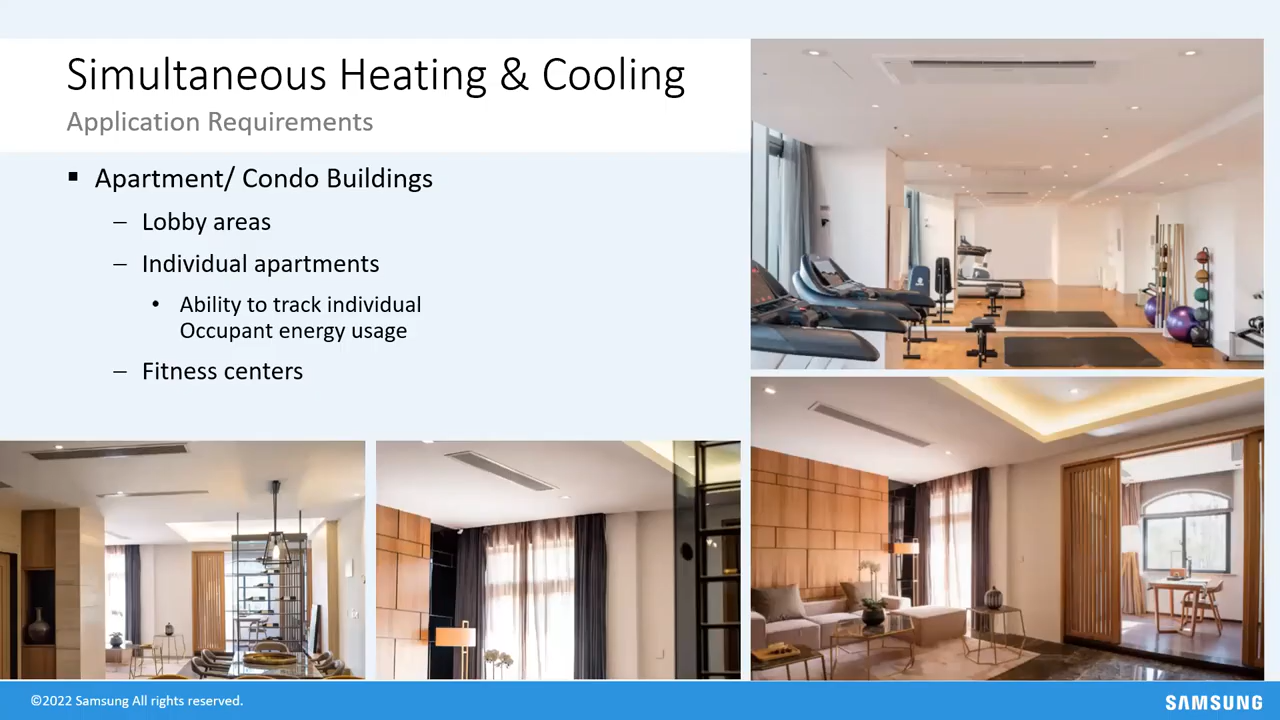 Simultaneous Heating & Cooling
Application Requirements
▪ Apartment/ Condo Buildings
– Lobby areas
– Individual apartments
• Ability to track individual
Occupant energy usage
– Fitness centers
©2022 Samsung All rights reserved.
SAMSUNG